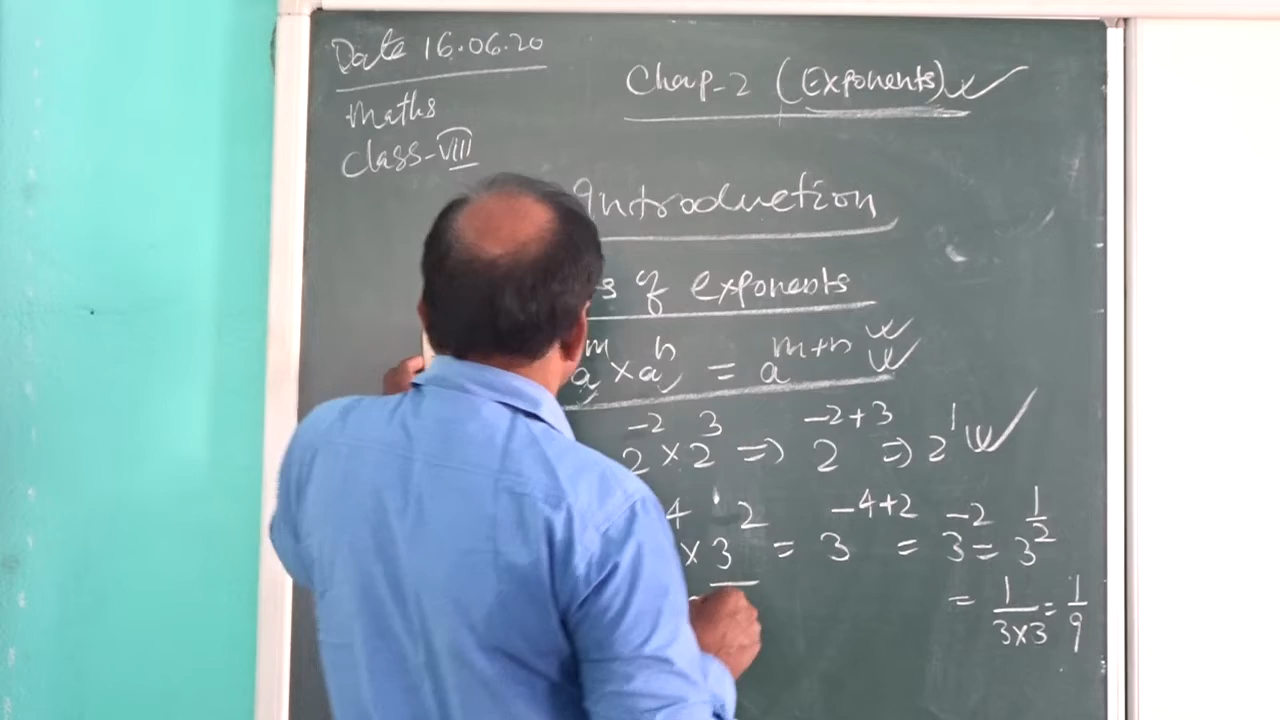 Date 16.06.20
Maths
Class-VIII
Chap-2 (Exponents)
Introduction
s of exponents
a^m × a^n = a^(m+n)
2^-2 × 2^3 ⇒ 2^(-2+3) ⇒ 2^1
4 × 3^2 = 3^(-4+2) = 3^-2 = 1/3^2
= 1/(3×3) = 1/9